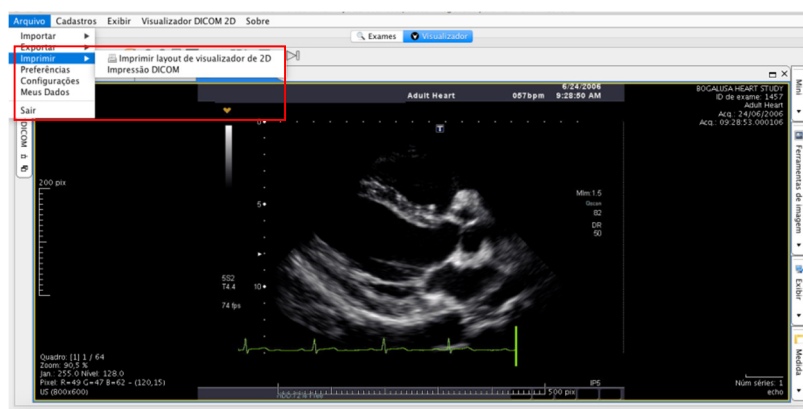 Arquivo Cadastros Exibir Visualizador DICOM 2D Sobre
Importar
Exportar
Imprimir
Preferências
Configurações
Meus Dados
Sair
Imprimir layout de visualizador de 2D
Impressão DICOM
Exames Visualizador
6/24/2006
Adult Heart 057bpm 9:28:50 AM
BOGALUSA HEART STUDY
ID de exame: 1457
Adult Heart
Acq.: 24/06/2006
Acq.: 09:28:53.000106
DICOM
200 pix
0
5
10
T
MIm:1.5
82
DR
50
5S2
T4.4
74 fps
Quadro: [1] 1 / 64
Zoom: 90,5 %
Jan.: 255.0 Nível: 128.0
Pixel: R=49 G=47 B=62 - (120,15)
US (800x600)
500 pix
IPS
Núm séries: 1
echo
Mini
Ferramentas de imagem
Exibir
Medida